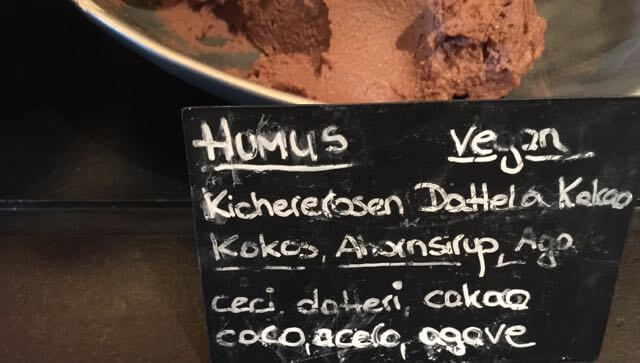 Humus vegan
Kichererbsen Datteln Kakao
Kokos, Ahornsirup, Aga
ceci, datteri, cakao
coco, acero, agave